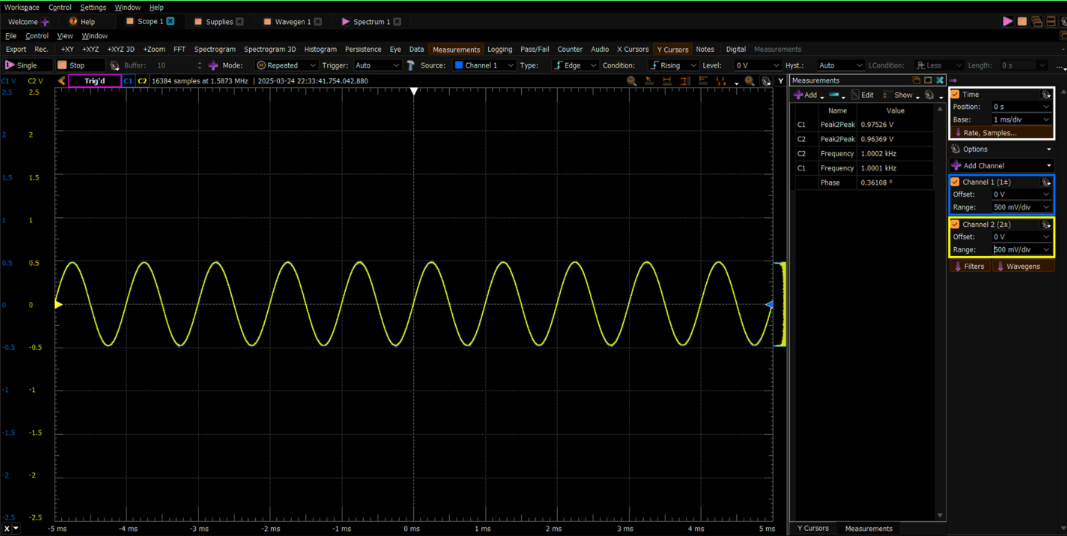 Workspace Control Settings Window Help
Welcome Help Scope 1 Supplies Wavegen 1 Spectrum 1
File Control View Window
Export Rec. +XY +XYZ +XYZ 3D +Zoom FFT Spectrogram Spectrogram 3D Histogram Persistence Eye Data Measurements Logging Pass/Fail Counter Audio X Cursors Y Cursors Notes Digital Measurements
Single Stop Buffer: 10 Mode: Repeated Trigger: Auto Source: Channel 1 Type: Edge Condition: Rising Level: 0 V Hyst.: Auto LCondition: Less Length: 0 s ...
C1 V C2 V Trig'd C1 C2 16384 samples at 1.5873 MHz | 2025-03-24 22:33:41.754.042.880 Y
2.5 2.5
2 2
1.5 1.5
1 1
0.5 0.5
0 0
-0.5 -0.5
-1 -1
-1.5 -1.5
-2 -2
-2.5 -2.5
X -5 ms -4 ms -3 ms -2 ms -1 ms 0 ms 1 ms 2 ms 3 ms 4 ms 5 ms
Measurements
Add Edit Show
Name Value
C1 Peak2Peak 0.97526 V
C2 Peak2Peak 0.96369 V
C2 Frequency 1.0002 kHz
C1 Frequency 1.0001 kHz
Phase 0.36108 °
Y Cursors Measurements
Time
Position: 0 s
Base: 1 ms/div
Rate, Samples...
Options
Add Channel
Channel 1 (1±)
Offset: 0 V
Range: 500 mV/div
Channel 2 (2±)
Offset: 0 V
Range: 500 mV/div
Filters Wavegens